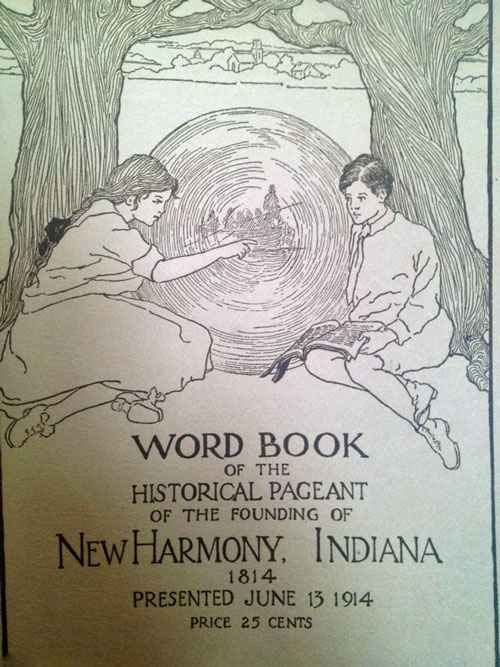 WORD BOOK
OF THE
HISTORICAL PAGEANT
OF THE FOUNDING OF
NEW HARMONY, INDIANA
1814
PRESENTED JUNE 13 1914
PRICE 25 CENTS